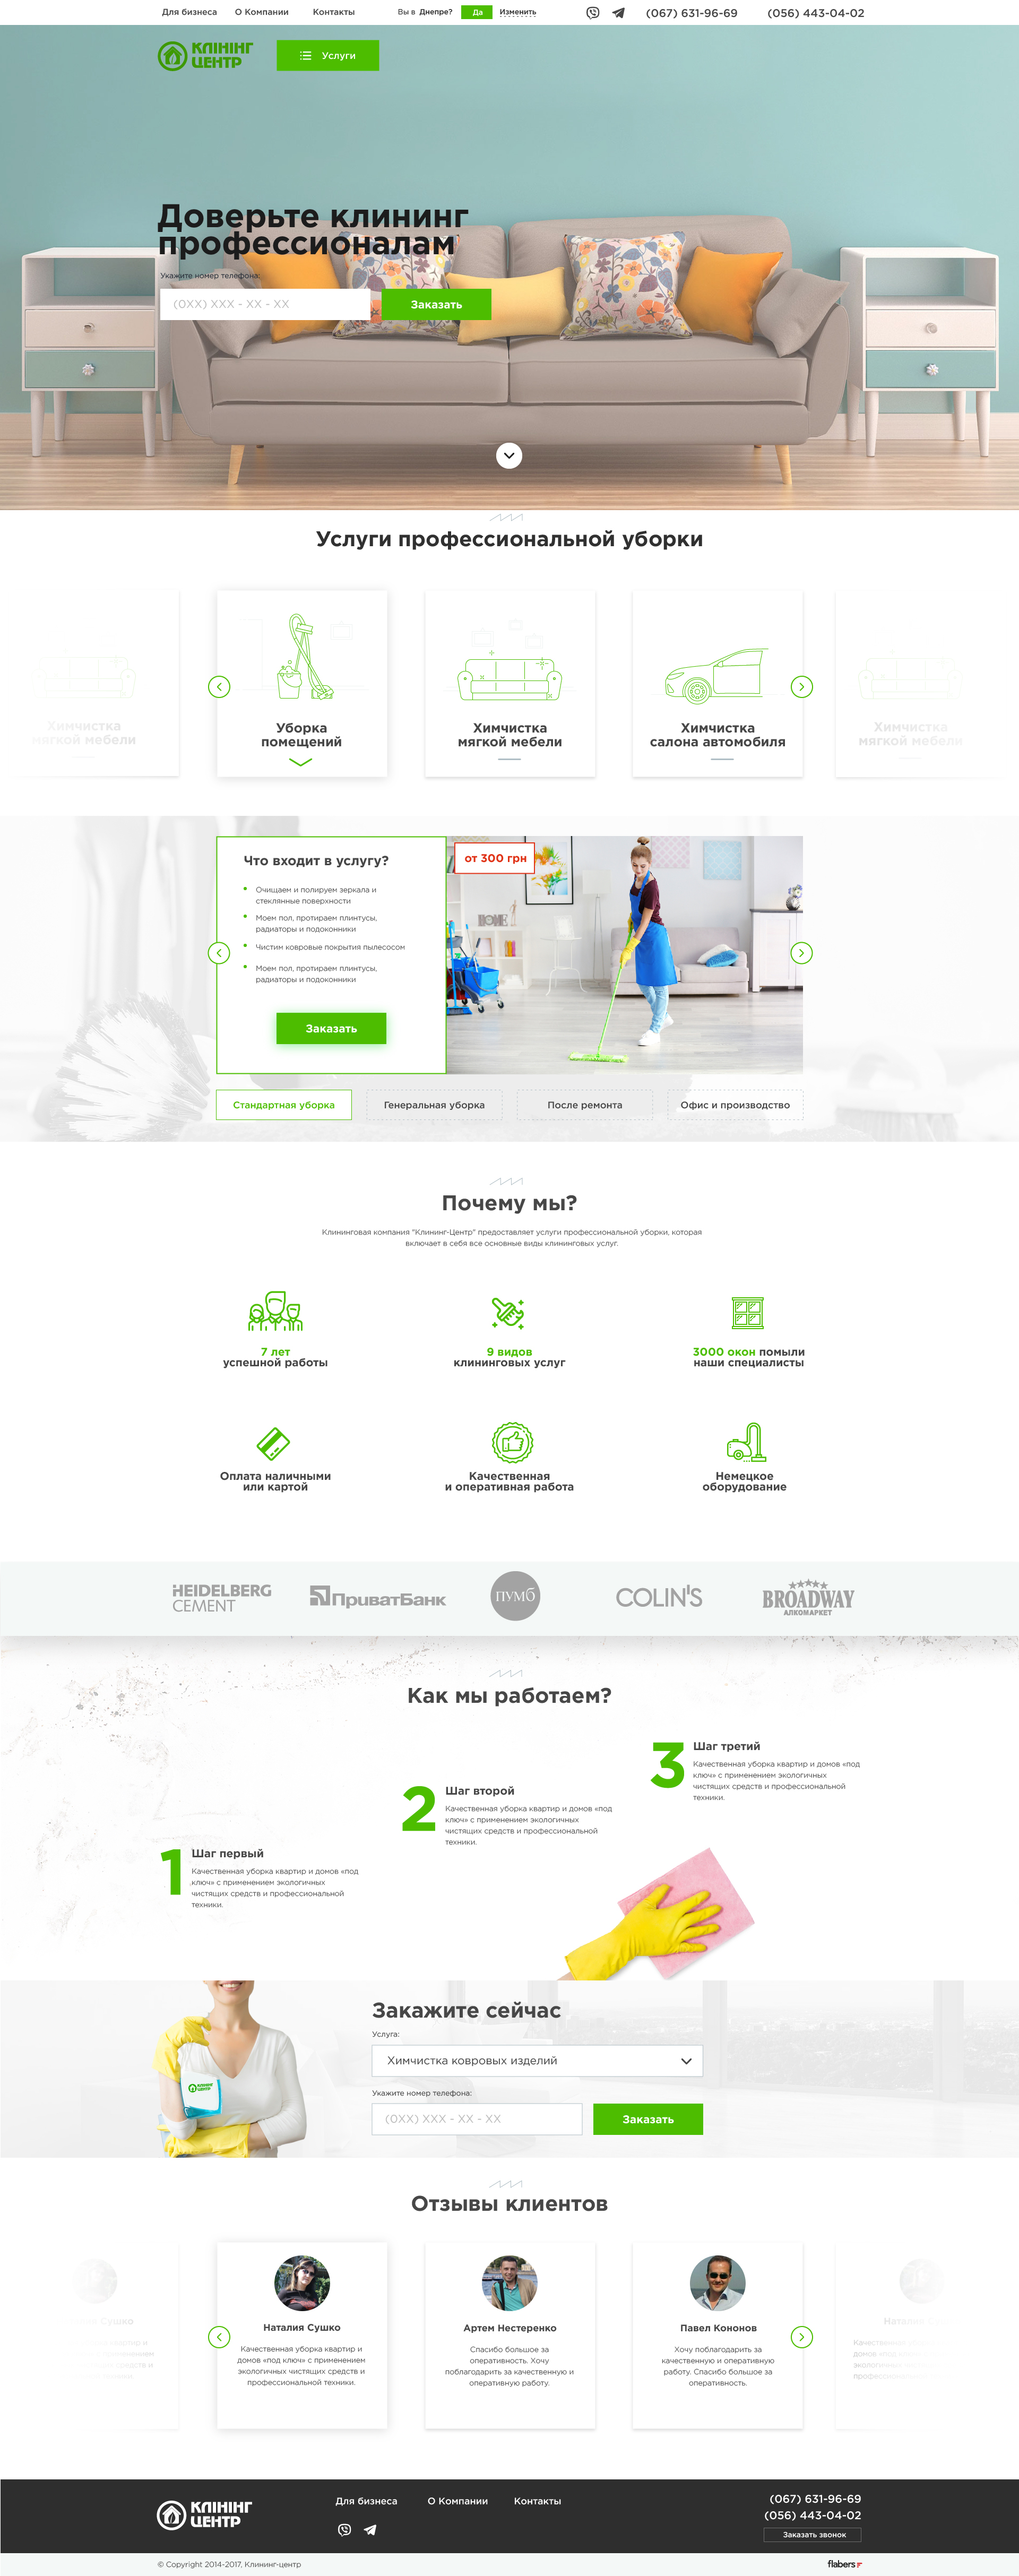 Для бизнеса О Компании Контакты Вы в Днепре? Да Изменить (067) 631-96-69 (056) 443-04-02
КЛІНІНГ
ЦЕНТР
Услуги
Доверьте клининг
профессионалам
Укажите номер телефона:
(0XX) XXX - XX - XX Заказать
Услуги профессиональной уборки
Химчистка
мягкой мебели
Уборка
помещений
Химчистка
мягкой мебели
Химчистка
салона автомобиля
Химчистка
мягкой мебели
Что входит в услугу?
Очищаем и полируем зеркала и
стеклянные поверхности
Моем пол, протираем плинтусы,
радиаторы и подоконники
Чистим ковровые покрытия пылесосом
Моем пол, протираем плинтусы,
радиаторы и подоконники
Заказать
от 300 грн
HOME
Стандартная уборка Генеральная уборка После ремонта Офис и производство
Почему мы?
Клининговая компания "Клининг-Центр" предоставляет услуги профессиональной уборки, которая
включает в себя все основные виды клининговых услуг.
7 лет
успешной работы
9 видов
клининговых услуг
3000 окон помыли
наши специалисты
Оплата наличными
или картой
Качественная
и оперативная работа
Немецкое
оборудование
HEIDELBERG
CEMENT
ПриватБанк
ПУМБ
COLIN'S
BROADWAY
АЛКОМАРКЕТ
Как мы работаем?
1
Шаг первый
Качественная уборка квартир и домов «под
ключ» с применением экологичных
чистящих средств и профессиональной
техники.
2
Шаг второй
Качественная уборка квартир и домов «под
ключ» с применением экологичных
чистящих средств и профессиональной
техники.
3
Шаг третий
Качественная уборка квартир и домов «под
ключ» с применением экологичных
чистящих средств и профессиональной
техники.
КЛІНІНГ
ЦЕНТР
Закажите сейчас
Услуга:
Химчистка ковровых изделий
Укажите номер телефона:
(0XX) XXX - XX - XX Заказать
Отзывы клиентов
Сушко
Наталия Сушко
Качественная уборка квартир и
домов «под ключ» с применением
экологичных чистящих средств и
профессиональной техники.
Артем Нестеренко
Спасибо большое за
оперативность. Хочу
поблагодарить за качественную и
оперативную работу.
Павел Кононов
Хочу поблагодарить за
качественную и оперативную
работу. Спасибо большое за
оперативность.
КЛІНІНГ
ЦЕНТР
Для бизнеса О Компании Контакты
(067) 631-96-69
(056) 443-04-02
Заказать звонок
© Copyright 2014-2017, Клининг-центр
flabers